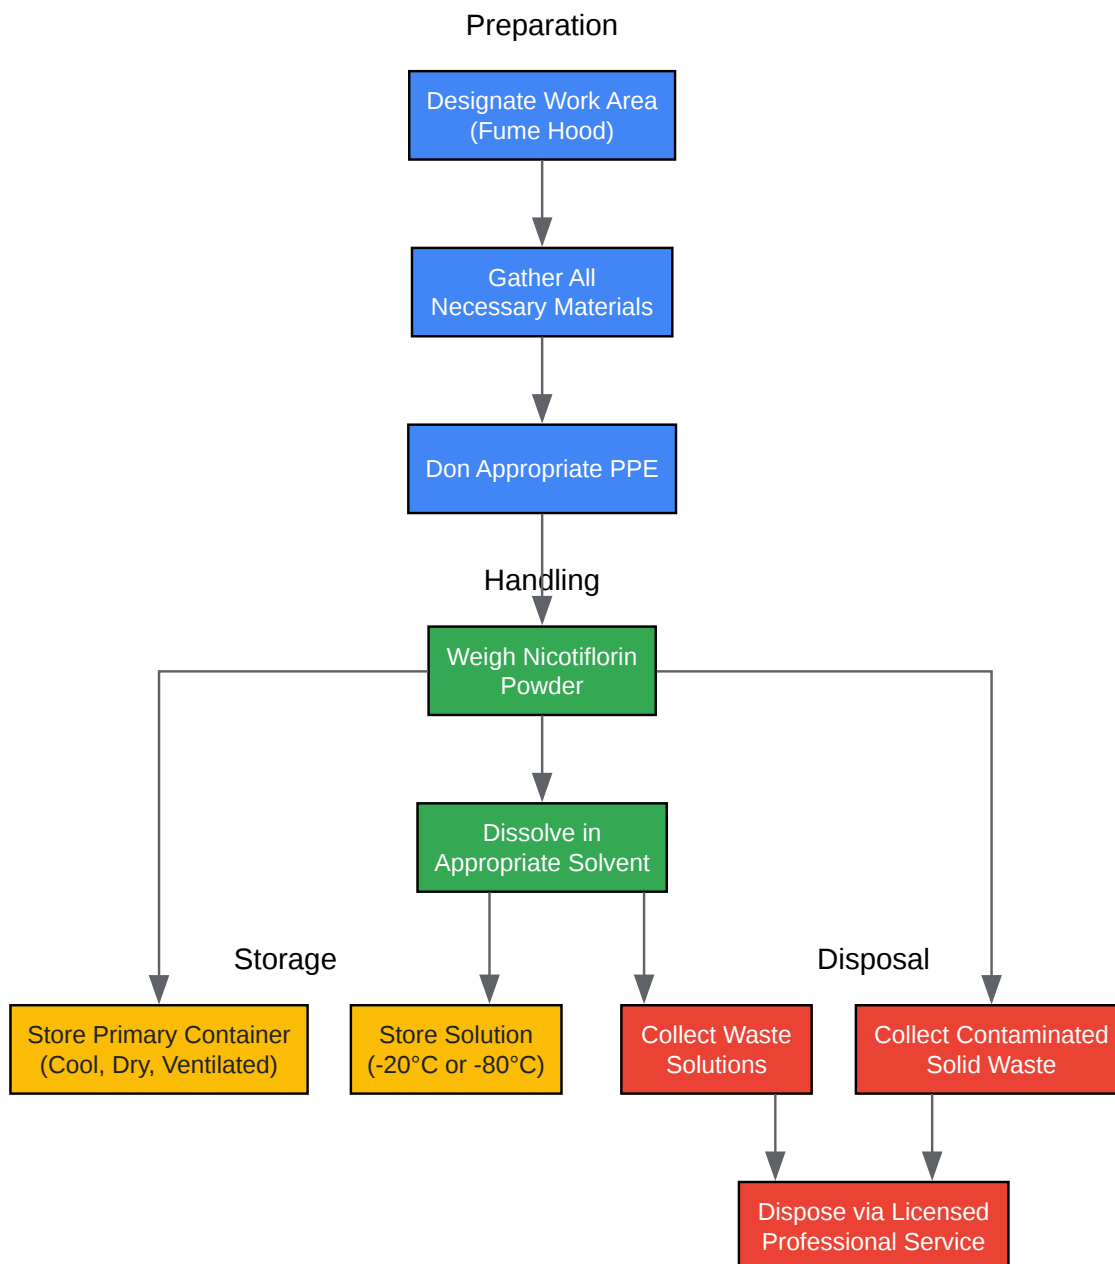 Preparation
Designate Work Area
(Fume Hood)
Gather All
Necessary Materials
Don Appropriate PPE
Handling
Weigh Nicotiflorin
Powder
Dissolve in
Appropriate Solvent
Storage
Disposal
Store Primary Container
(Cool, Dry, Ventilated)
Store Solution
(-20°C or -80°C)
Collect Waste
Solutions
Collect Contaminated
Solid Waste
Dispose via Licensed
Professional Service